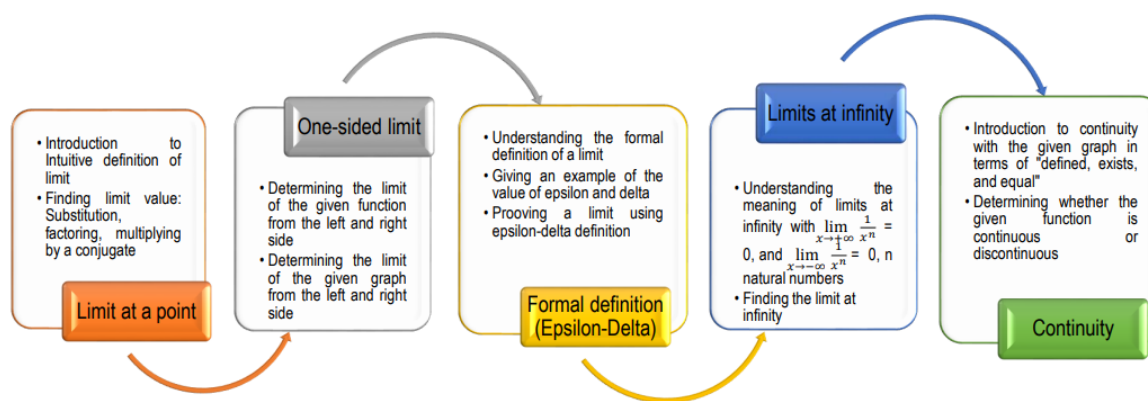 • Introduction to
Intuitive definition of
limit
• Finding limit value:
Substitution,
factoring, multiplying
by a conjugate
Limit at a point
One-sided limit
• Determining the limit
of the given function
from the left and right
side
• Determining the limit
of the given graph
from the left and right
side
• Understanding the formal
definition of a limit
• Giving an example of the
value of epsilon and delta
• Prooving a limit using
epsilon-delta definition
Formal definition
(Epsilon-Delta)
Limits at infinity
• Understanding the
meaning of limits at
infinity with lim x→+∞ 1/xⁿ =
0, and lim x→−∞ 1/xⁿ = 0, n
natural numbers
• Finding the limit at
infinity
• Introduction to continuity
with the given graph in
terms of "defined, exists,
and equal"
• Determining whether the
given function is
continuous or
discontinuous
Continuity